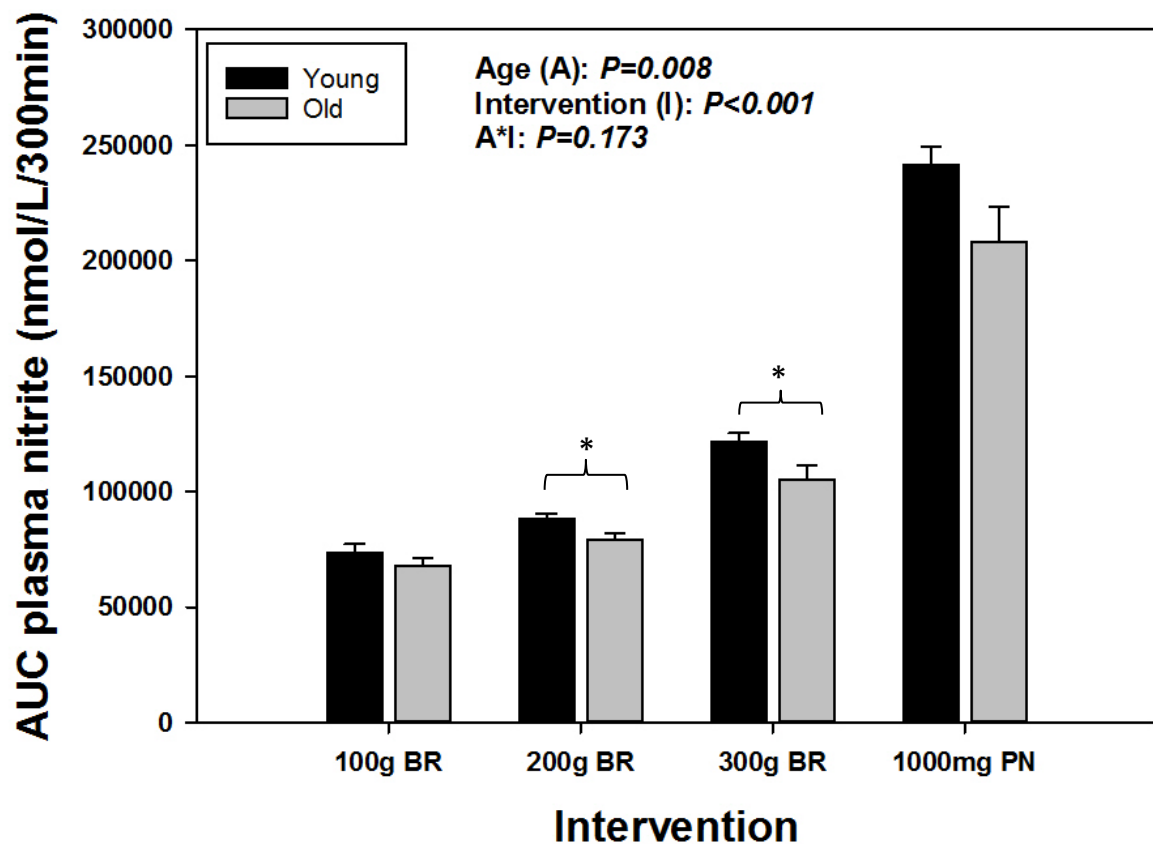 AUC plasma nitrite (nmol/L/300min)
300000
250000
200000
150000
100000
50000
0
Young
Old
Age (A): P=0.008
Intervention (I): P<0.001
A*I: P=0.173
*
*
100g BR 200g BR 300g BR 1000mg PN
Intervention